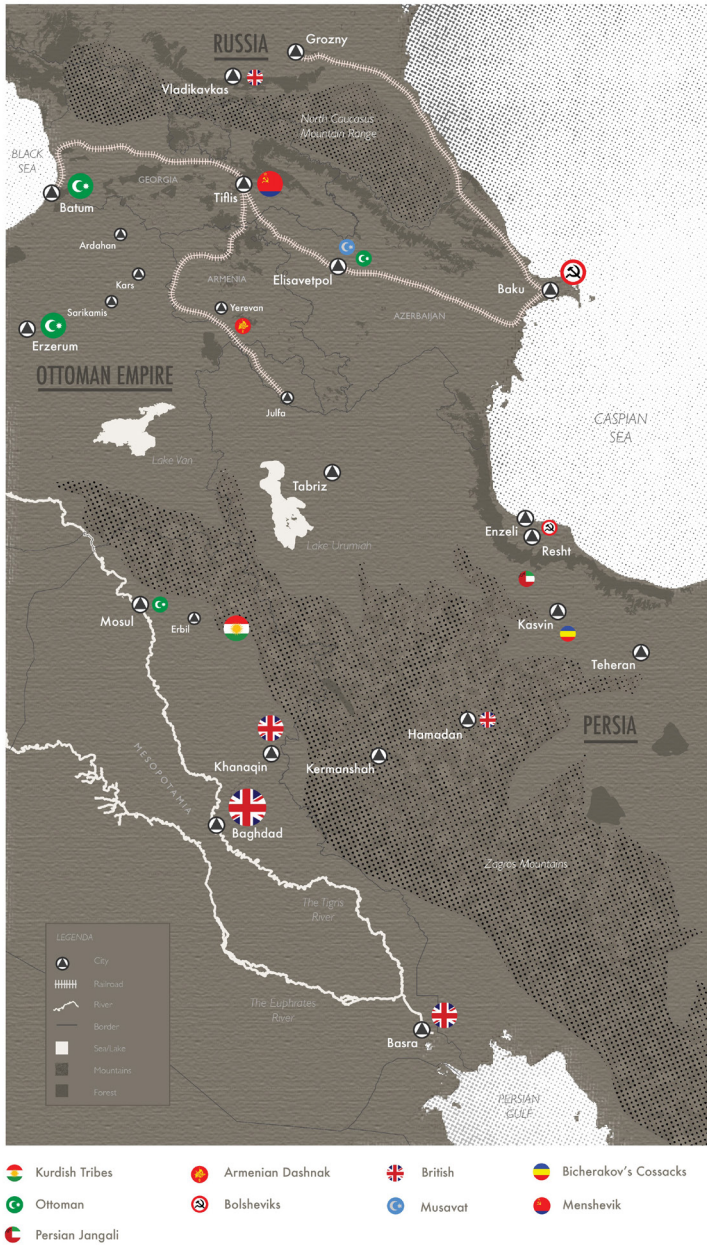 RUSSIA
Grozny
Vladikavkas
North Caucasus
Mountain Range
BLACK
SEA
GEORGIA
Batum
Tiflis
Ardahan
Kars
ARMENIA
Elisavetpol
Baku
Sarikamis
Yerevan
AZERBAIJAN
Erzerum
OTTOMAN EMPIRE
Julfa
CASPIAN
SEA
Lake Van
Tabriz
Lake Urumiah
Enzeli
Resht
Mosul
Erbil
Kasvin
Teheran
Hamadan
PERSIA
Khanaqin
Kermanshah
MESOPOTAMIA
Baghdad
Zagros Mountains
The Tigris
River
LEGENDA
City
Railroad
River
Border
Sea/Lake
Mountains
Forest
The Euphrates
River
Basra
PERSIAN
GULF
Kurdish Tribes
Armenian Dashnak
British
Bicherakov's Cossacks
Ottoman
Bolsheviks
Musavat
Menshevik
Persian Jangali